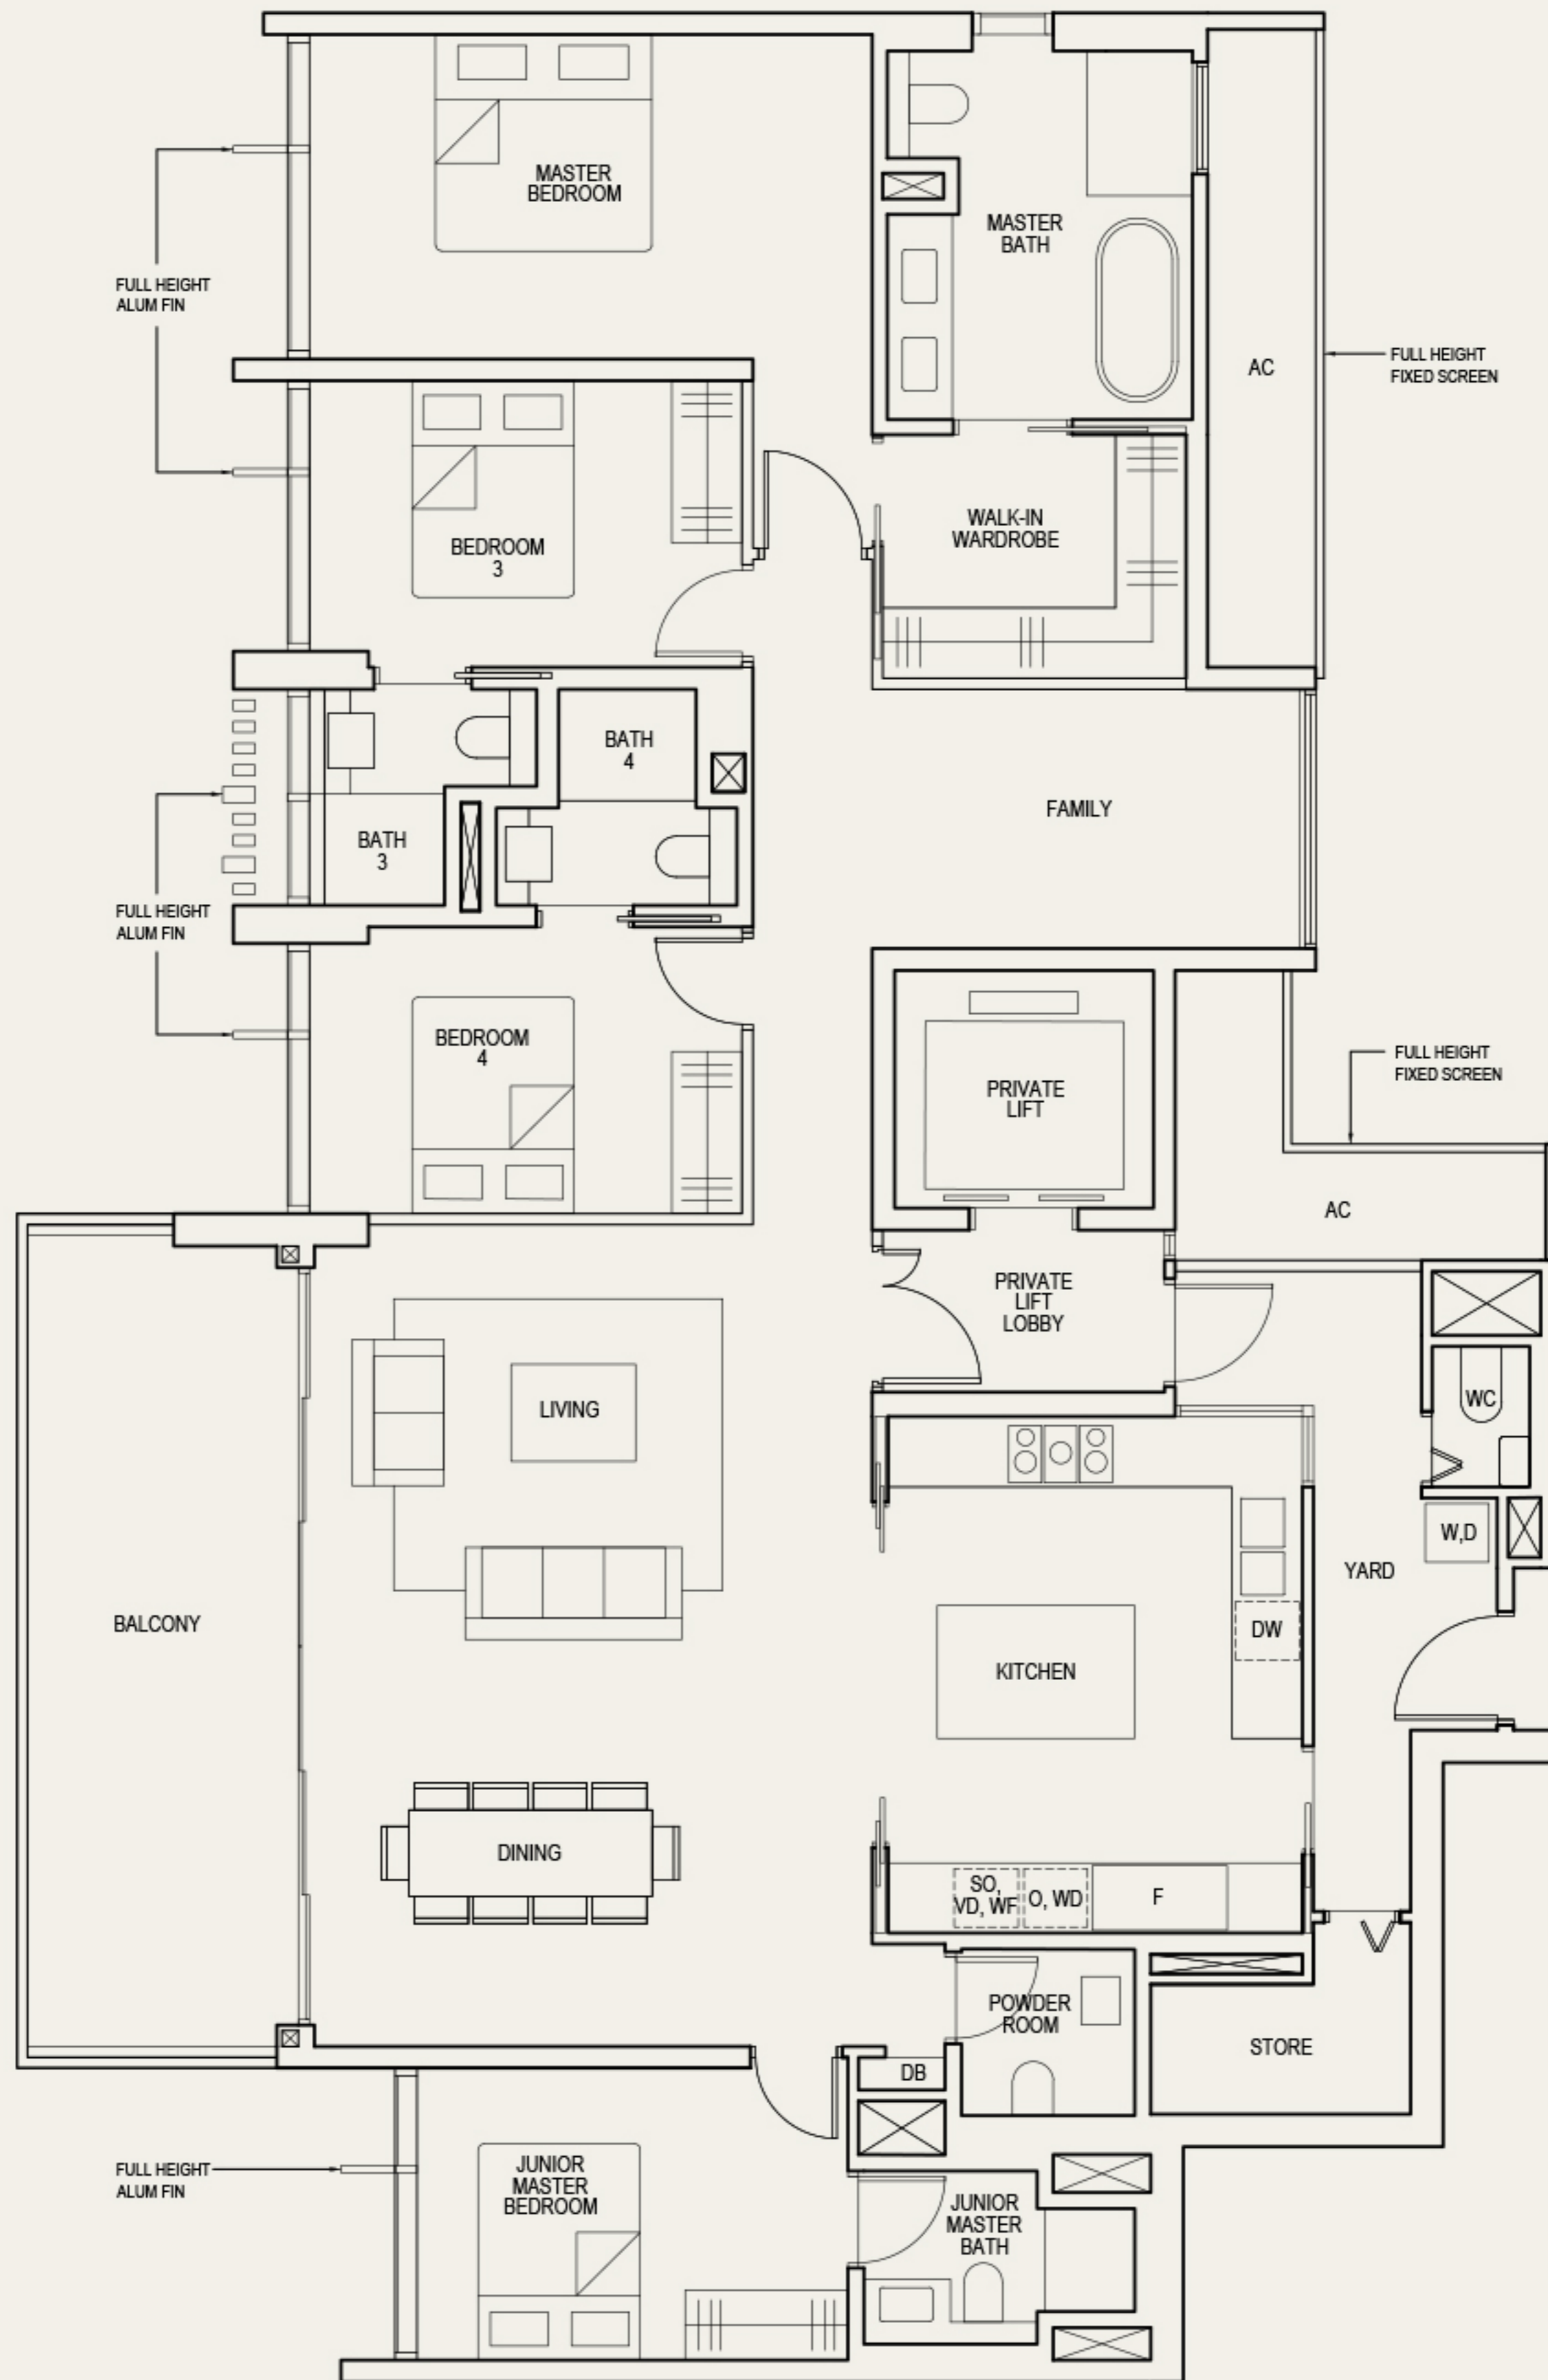 MASTER
BEDROOM
MASTER
BATH
FULL HEIGHT
ALUM FIN
AC
FULL HEIGHT
FIXED SCREEN
BEDROOM
3
WALK-IN
WARDROBE
BATH
4
FAMILY
BATH
3
FULL HEIGHT
ALUM FIN
BEDROOM
4
PRIVATE
LIFT
FULL HEIGHT
FIXED SCREEN
AC
PRIVATE
LIFT
LOBBY
LIVING
WC
W,D
YARD
BALCONY
DW
KITCHEN
DINING
SO,
VD, WF
O, WD
F
POWDER
ROOM
STORE
DB
FULL HEIGHT
ALUM FIN
JUNIOR
MASTER
BEDROOM
JUNIOR
MASTER
BATH